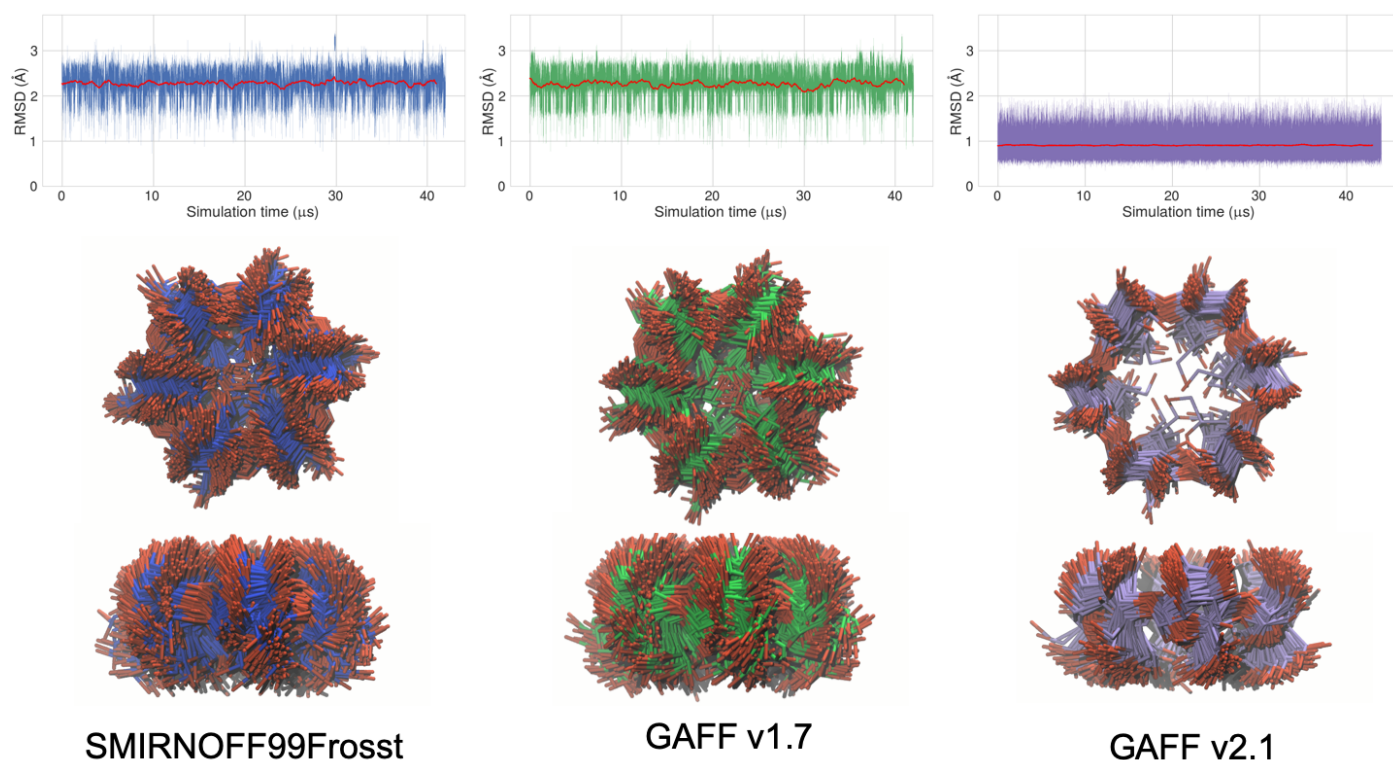 RMSD (Å)
3
2
1
0
0 10 20 30 40
Simulation time (μs)
RMSD (Å)
3
2
1
0
0 10 20 30 40
Simulation time (μs)
RMSD (Å)
3
2
1
0
0 10 20 30 40
Simulation time (μs)
SMIRNOFF99Frosst
GAFF v1.7
GAFF v2.1